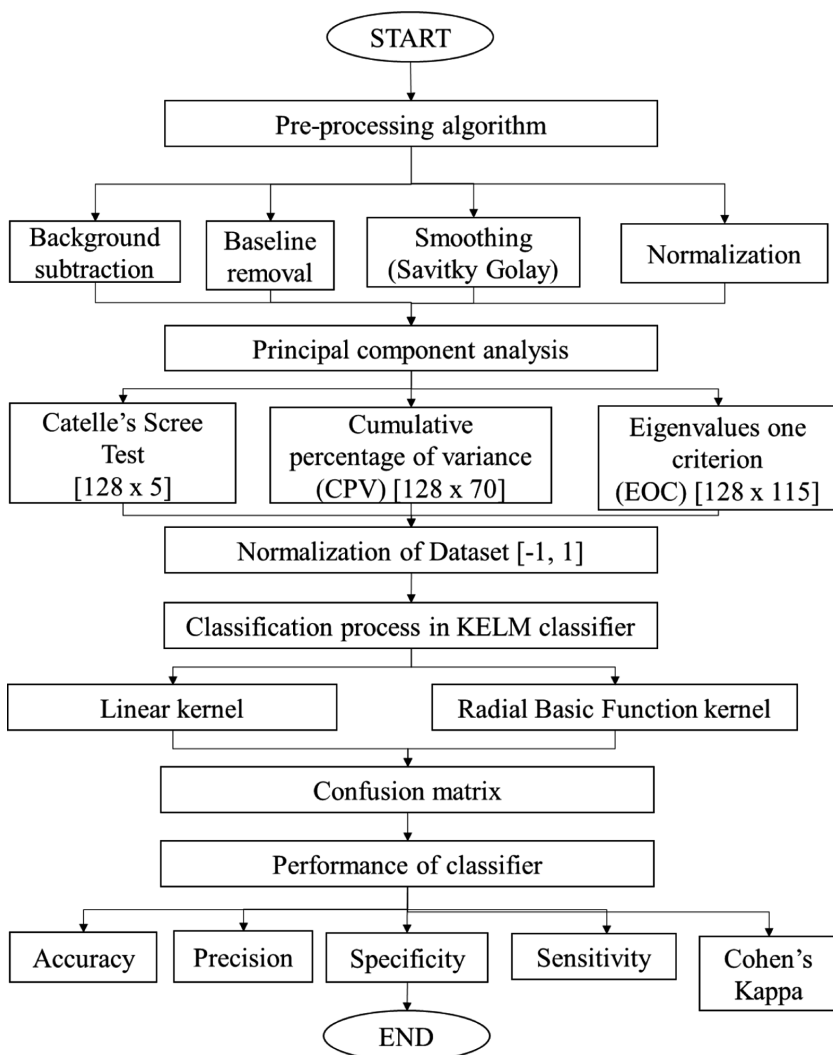 START
Pre-processing algorithm
Background
subtraction
Baseline
removal
Smoothing
(Savitky Golay)
Normalization
Principal component analysis
Catelle's Scree
Test
[128 x 5]
Cumulative
percentage of variance
(CPV) [128 x 70]
Eigenvalues one
criterion
(EOC) [128 x 115]
Normalization of Dataset [-1, 1]
Classification process in KELM classifier
Linear kernel
Radial Basic Function kernel
Confusion matrix
Performance of classifier
Accuracy
Precision
Specificity
Sensitivity
Cohen's
Kappa
END